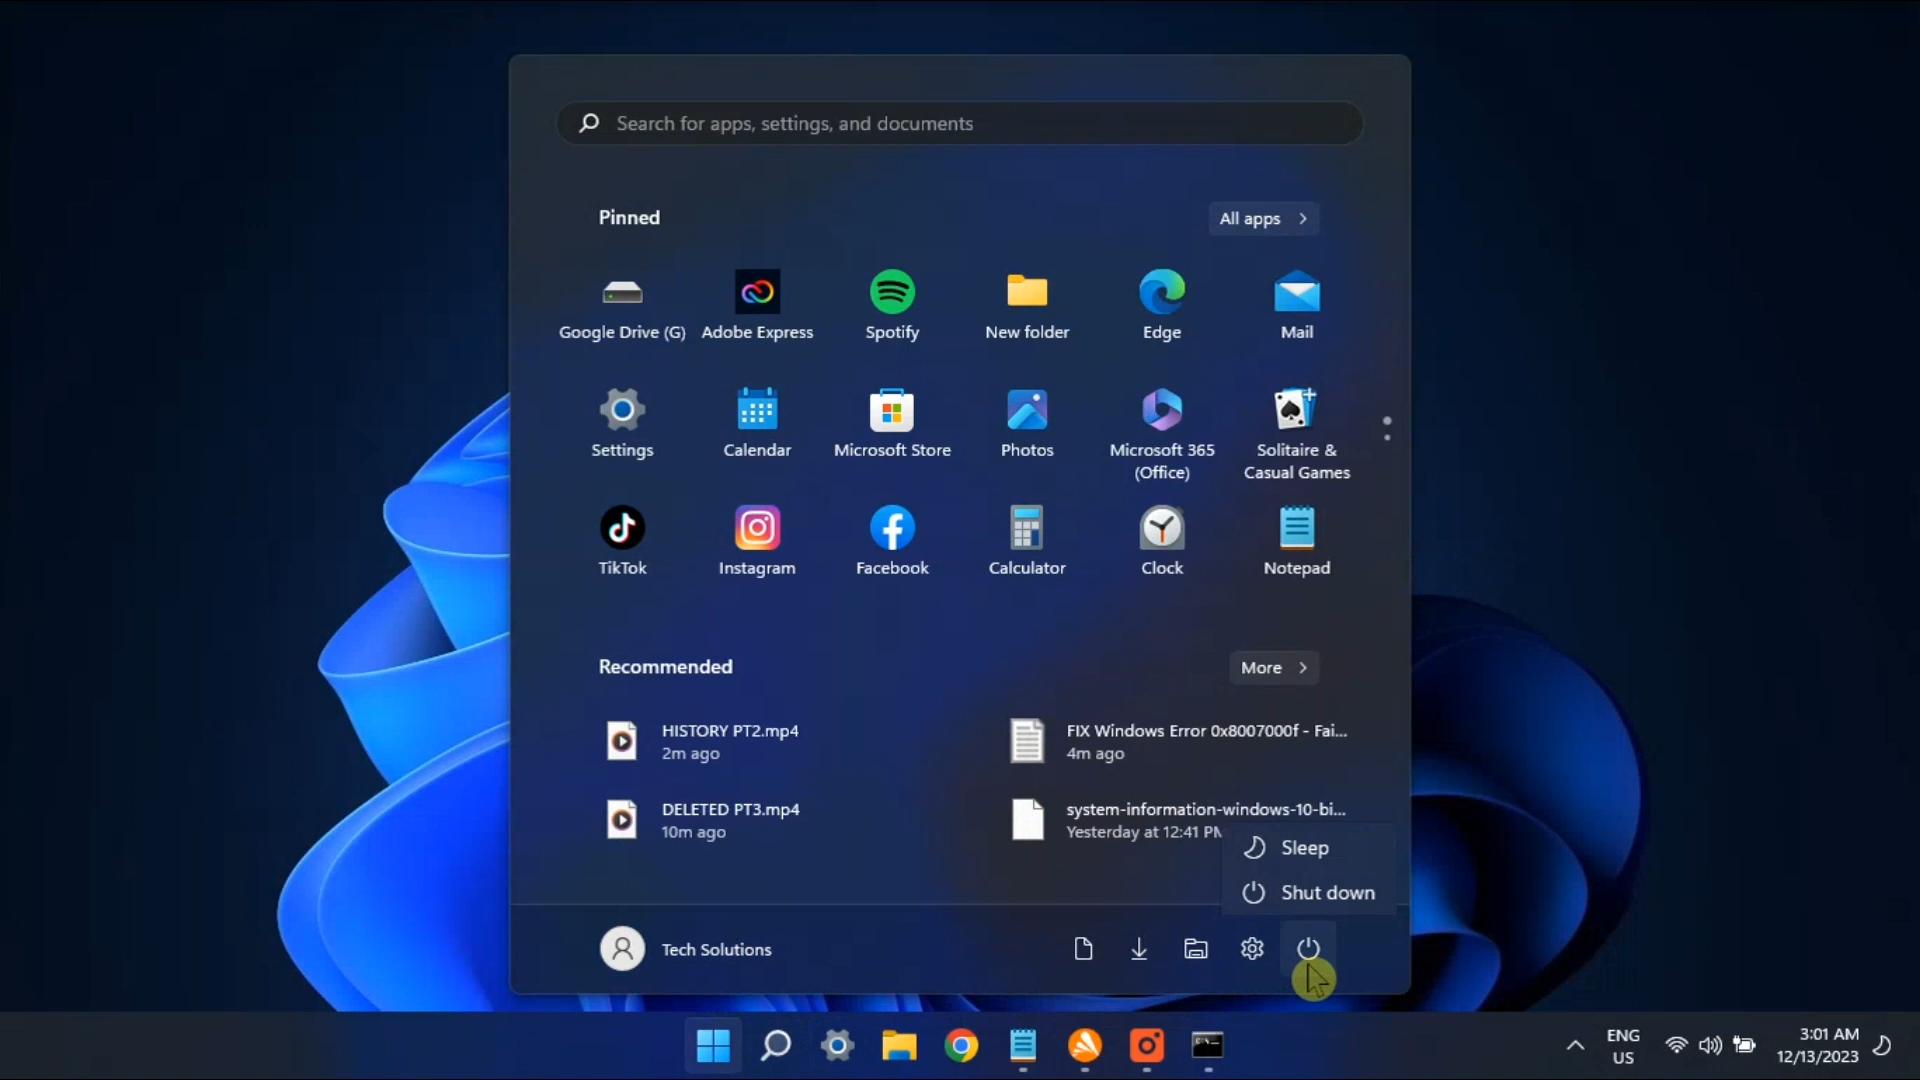 Search for apps, settings, and documents
Pinned
All apps
Google Drive (G)
Adobe Express
Spotify
New folder
Edge
Mail
Settings
Calendar
Microsoft Store
Photos
Microsoft 365
(Office)
Solitaire &
Casual Games
TikTok
Instagram
Facebook
Calculator
Clock
Notepad
Recommended
More
HISTORY PT2.mp4
2m ago
FIX Windows Error 0x8007000f - Fai...
4m ago
DELETED PT3.mp4
10m ago
system-information-windows-10-bi...
Yesterday at 12:41 PM
Sleep
Shut down
Tech Solutions
ENG
US
3:01 AM
12/13/2023